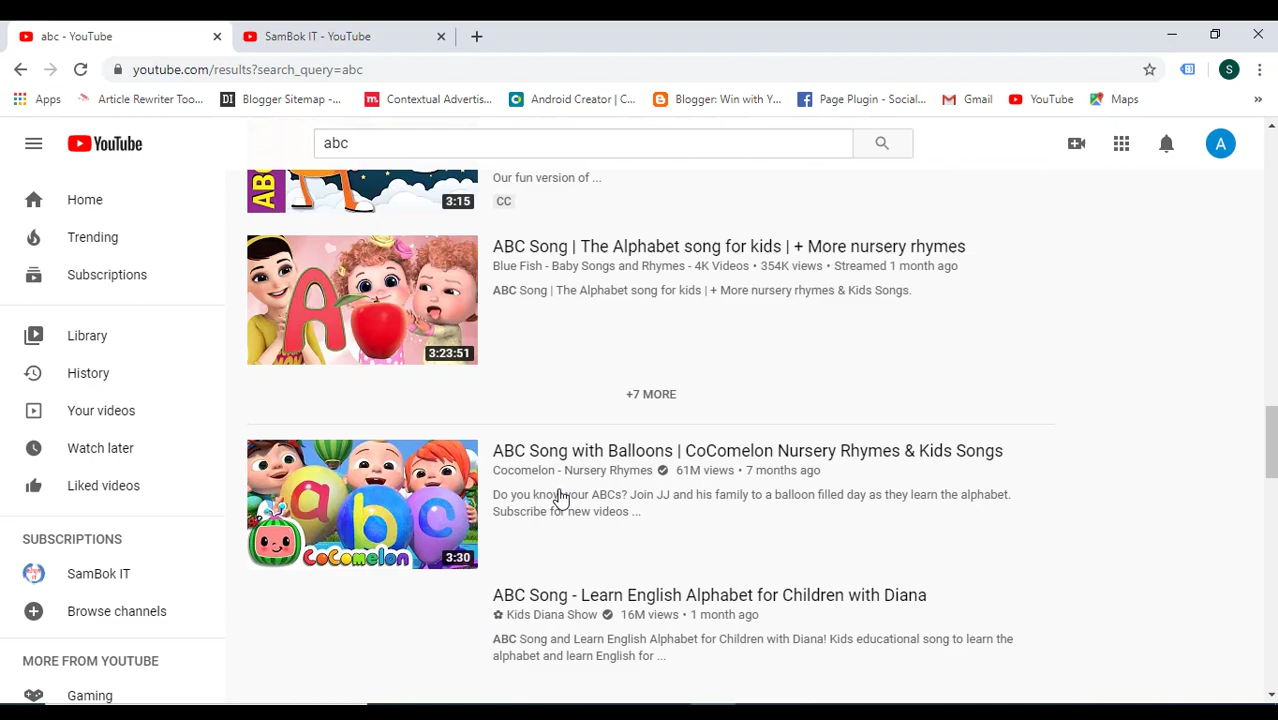 abc - YouTube
SamBok IT - YouTube
youtube.com/results?search_query=abc
S
Apps
Article Rewriter Too...
DI Blogger Sitemap -...
m Contextual Advertis...
Android Creator | C...
Blogger: Win with Y...
Page Plugin - Social...
Gmail
YouTube
Maps
YouTube
abc
A
Home
Trending
Subscriptions
Library
History
Your videos
Watch later
Liked videos
SUBSCRIPTIONS
SamBok IT
Browse channels
MORE FROM YOUTUBE
Gaming
ABC
3:15
Our fun version of ...
CC
A
3:23:51
ABC Song | The Alphabet song for kids | + More nursery rhymes
Blue Fish - Baby Songs and Rhymes - 4K Videos • 354K views • Streamed 1 month ago
ABC Song | The Alphabet song for kids | + More nursery rhymes & Kids Songs.
+7 MORE
a b c
COCOMELON
3:30
ABC Song with Balloons | CoComelon Nursery Rhymes & Kids Songs
Cocomelon - Nursery Rhymes 61M views • 7 months ago
Do you know your ABCs? Join JJ and his family to a balloon filled day as they learn the alphabet.
Subscribe for new videos ...
ABC Song - Learn English Alphabet for Children with Diana
✿ Kids Diana Show 16M views • 1 month ago
ABC Song and Learn English Alphabet for Children with Diana! Kids educational song to learn the
alphabet and learn English for ...